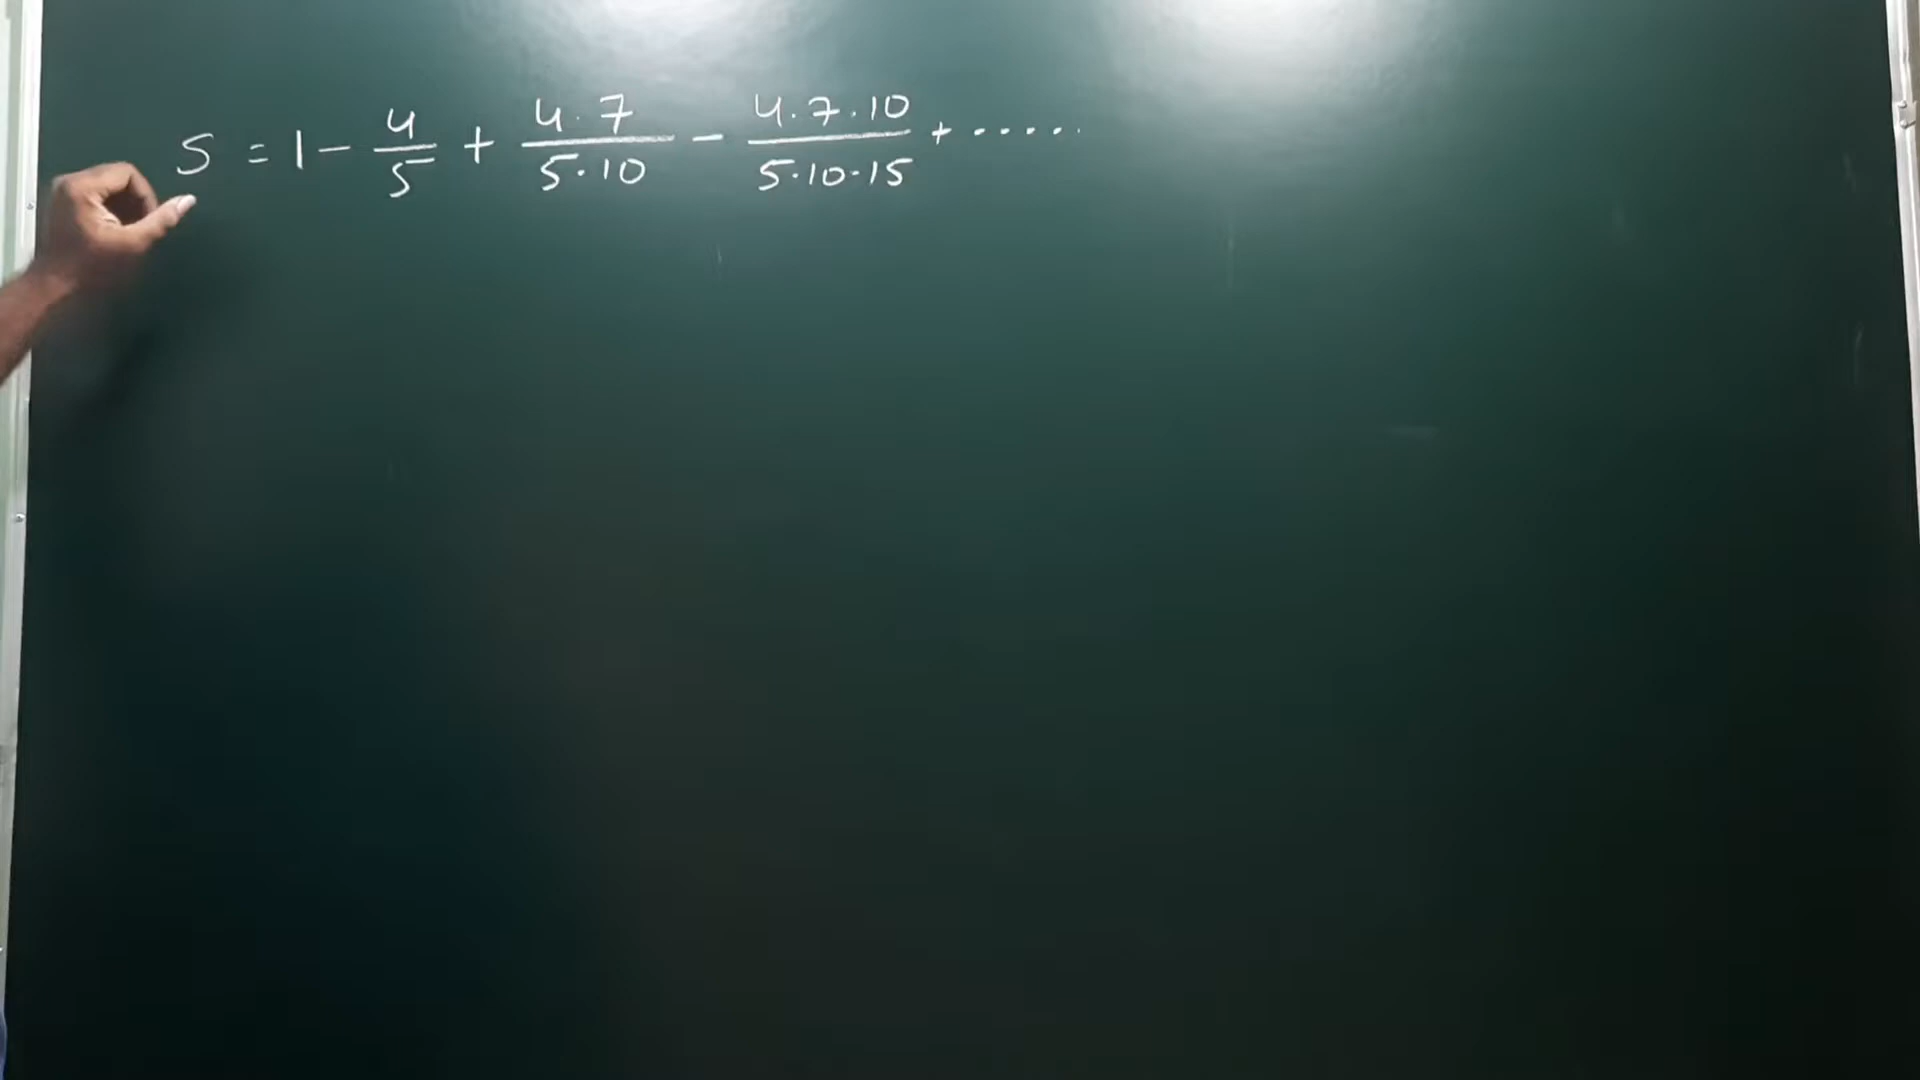 S = 1 - 4/5 + 4·7/5·10 - 4·7·10/5·10·15 + .....